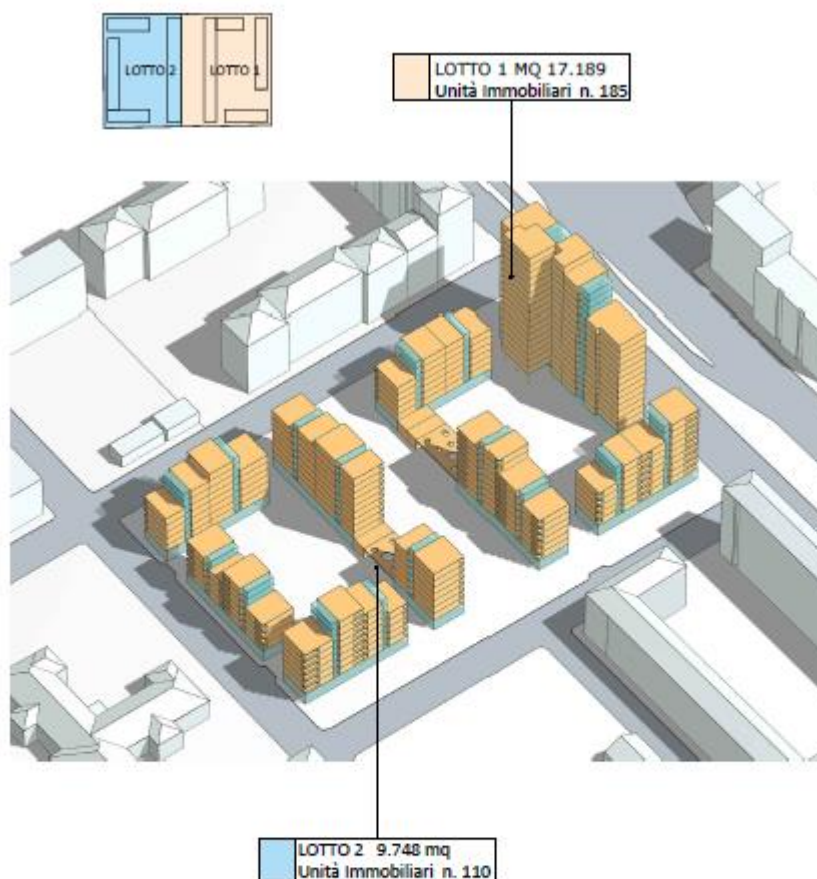 LOTTO 2
LOTTO 1
LOTTO 1 MQ 17.189
Unità Immobiliari n. 185
LOTTO 2 9.748 mq
Unità Immobiliari n. 110